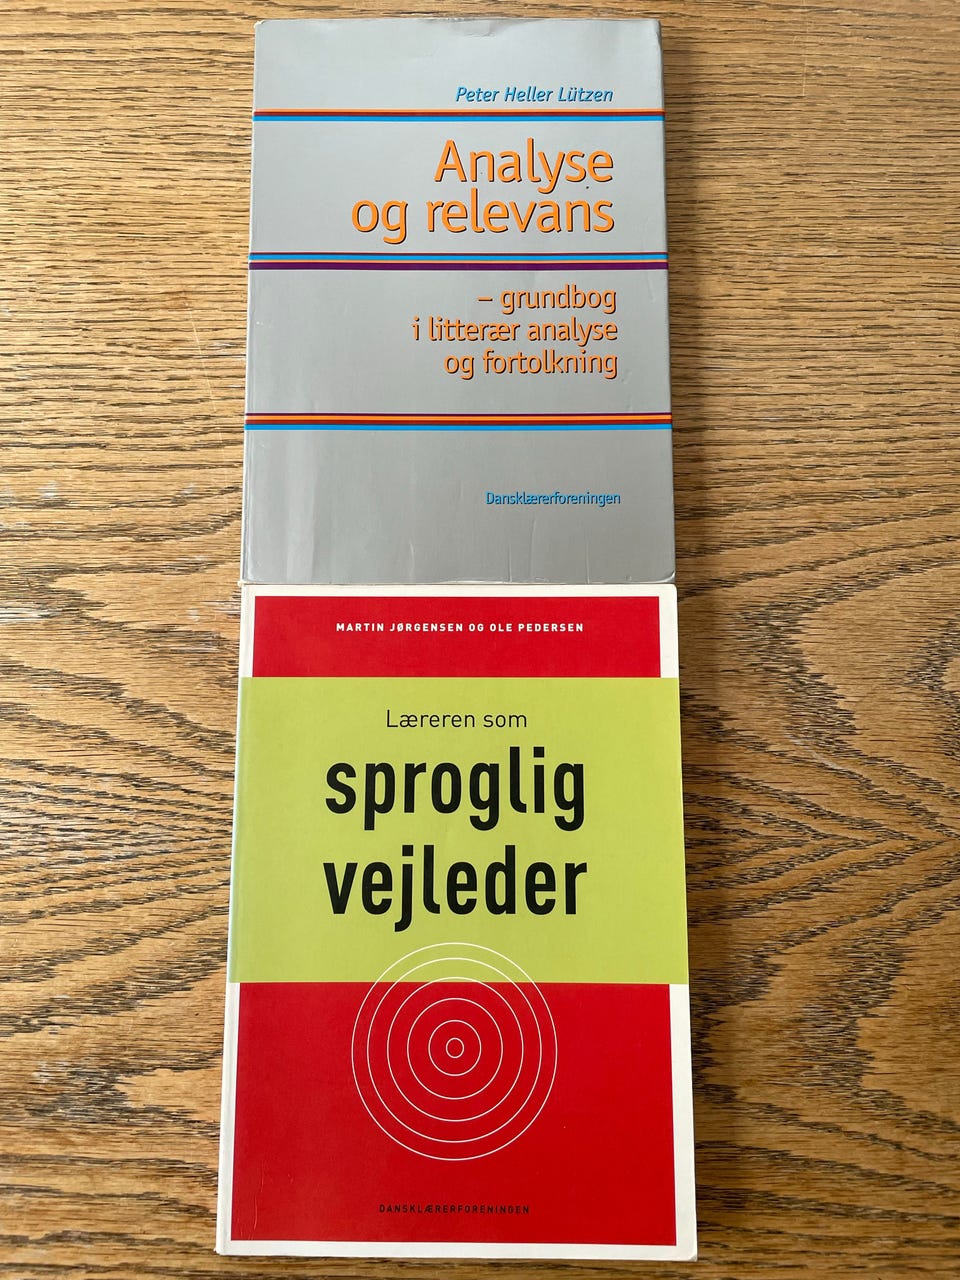 Peter Heller Lützen
Analyse
og relevans
– grundbog
i litterær analyse
og fortolkning
Dansklærerforeningen
MARTIN JØRGENSEN OG OLE PEDERSEN
Læreren som
sproglig
vejleder
DANSKLÆRERFORENINGEN